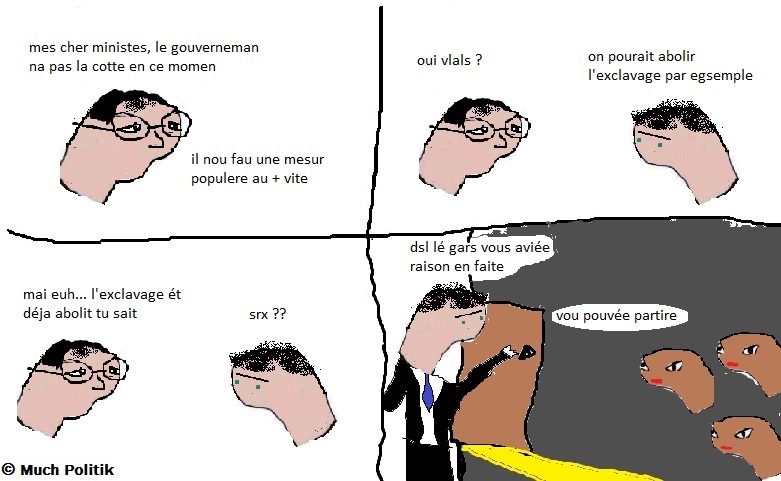 mes cher ministes, le gouverneman
na pas la cotte en ce momen
il nou fau une mesur
populere au + vite
oui vlals ?
on pourait abolir
l'exclavage par egsemple
mai euh... l'exclavage ét
déja abolit tu sait
srx ??
dsl lé gars vous aviée
raison en faite
vou pouvée partire
© Much Politik